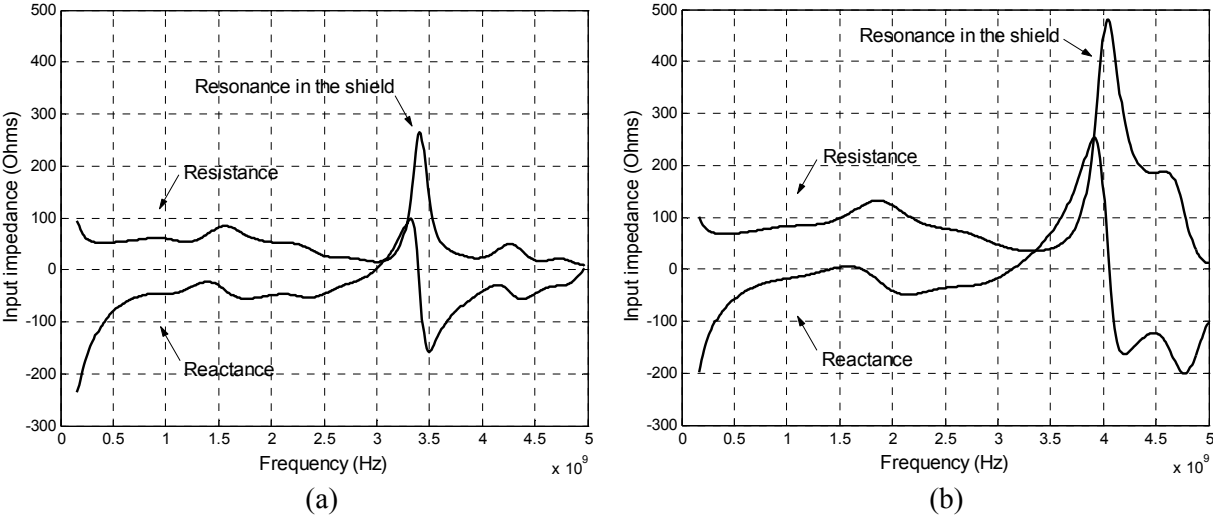 500
400
300
200
100
0
-100
-200
-300
Input impedance (Ohms)
Resonance in the shield
Resistance
Reactance
0 0.5 1 1.5 2 2.5 3 3.5 4 4.5 5
Frequency (Hz)
x 10^9
(a)
500
400
300
200
100
0
-100
-200
-300
Input impedance (Ohms)
Resonance in the shield
Resistance
Reactance
0 0.5 1 1.5 2 2.5 3 3.5 4 4.5 5
Frequency (Hz)
x 10^9
(b)